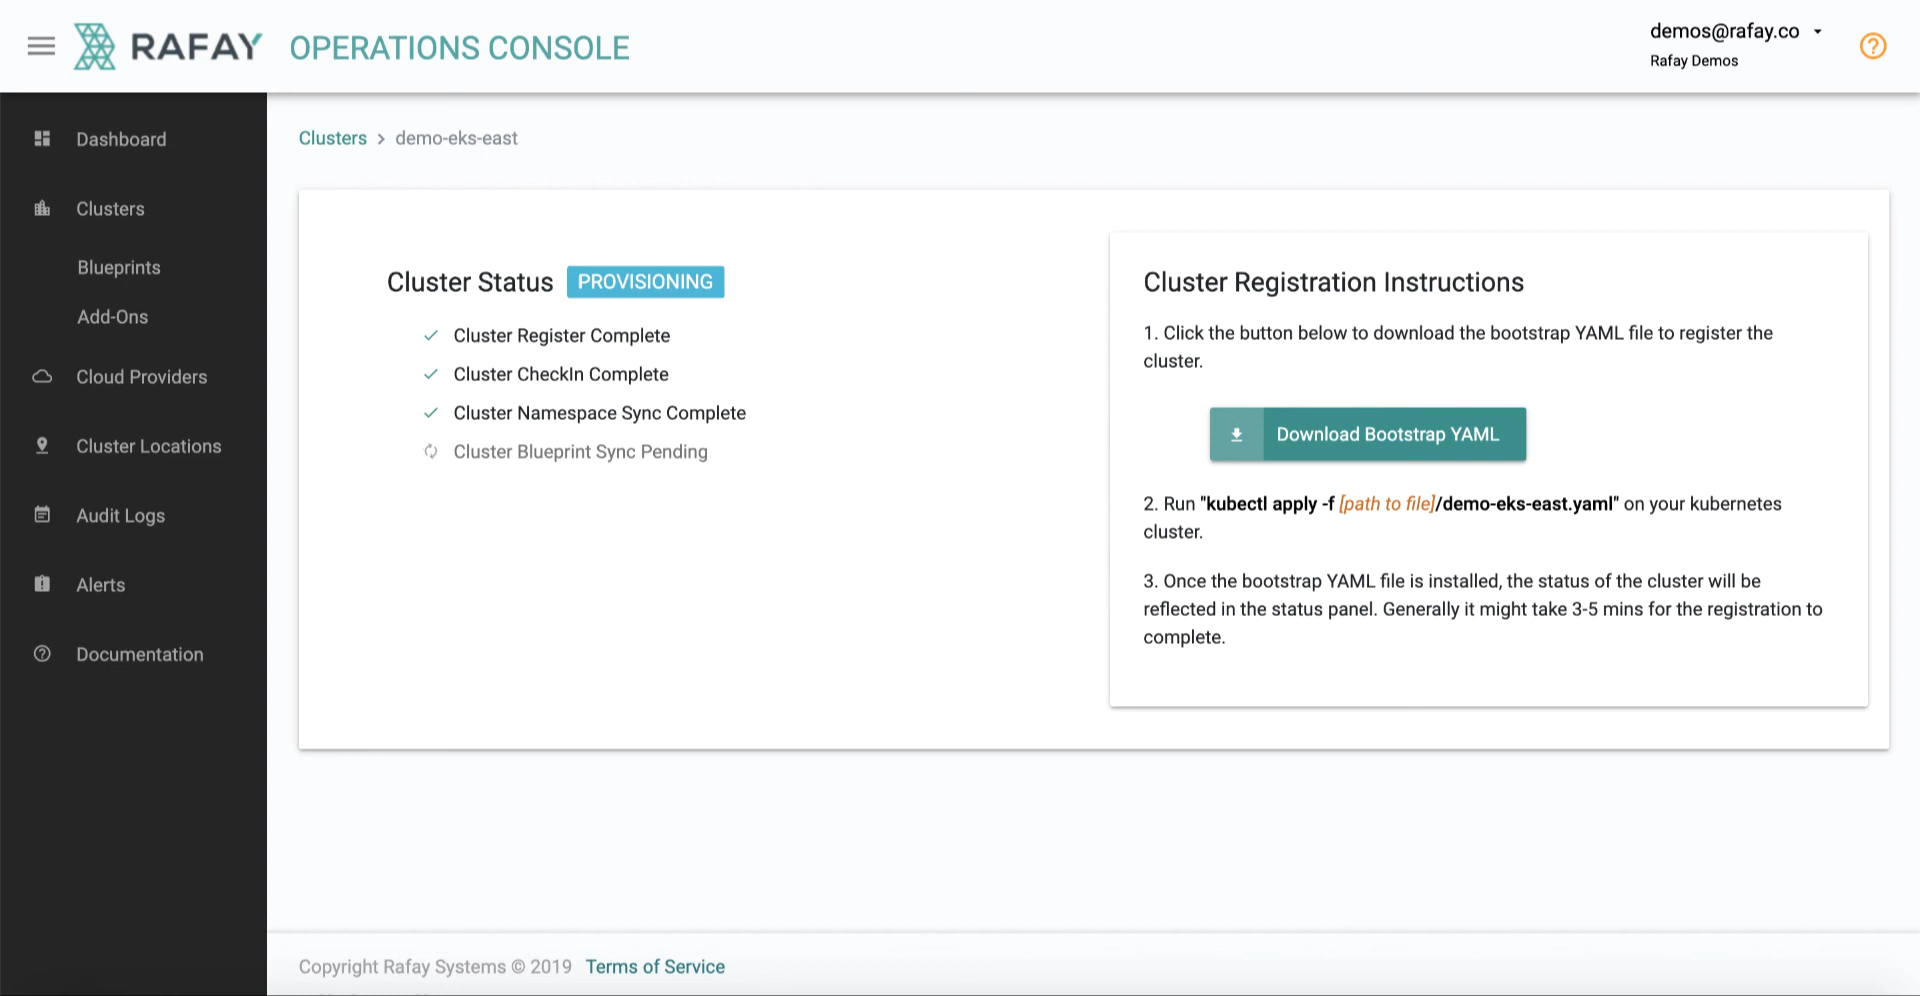 RAFAY OPERATIONS CONSOLE
demos@rafay.co
Rafay Demos
Dashboard
Clusters
Blueprints
Add-Ons
Cloud Providers
Cluster Locations
Audit Logs
Alerts
Documentation
Clusters > demo-eks-east
Cluster Status PROVISIONING
Cluster Register Complete
Cluster CheckIn Complete
Cluster Namespace Sync Complete
Cluster Blueprint Sync Pending
Cluster Registration Instructions
1. Click the button below to download the bootstrap YAML file to register the
cluster.
Download Bootstrap YAML
2. Run "kubectl apply -f [path to file]/demo-eks-east.yaml" on your kubernetes
cluster.
3. Once the bootstrap YAML file is installed, the status of the cluster will be
reflected in the status panel. Generally it might take 3-5 mins for the registration to
complete.
Copyright Rafay Systems © 2019 Terms of Service